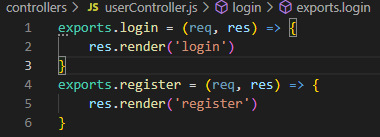 controllers > JS userController.js > login > exports.login
1 exports.login = (req, res) => {
2     res.render('login')
3 }
4 exports.register = (req, res) => {
5     res.render('register')
6 }